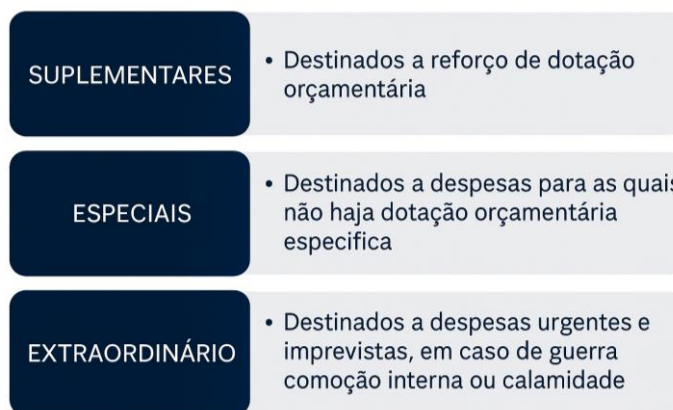 SUPLEMENTARES
• Destinados a reforço de dotação
orçamentária
ESPECIAIS
• Destinados a despesas para as quais
não haja dotação orçamentária
especifica
EXTRAORDINÁRIO
• Destinados a despesas urgentes e
imprevistas, em caso de guerra
comoção interna ou calamidade